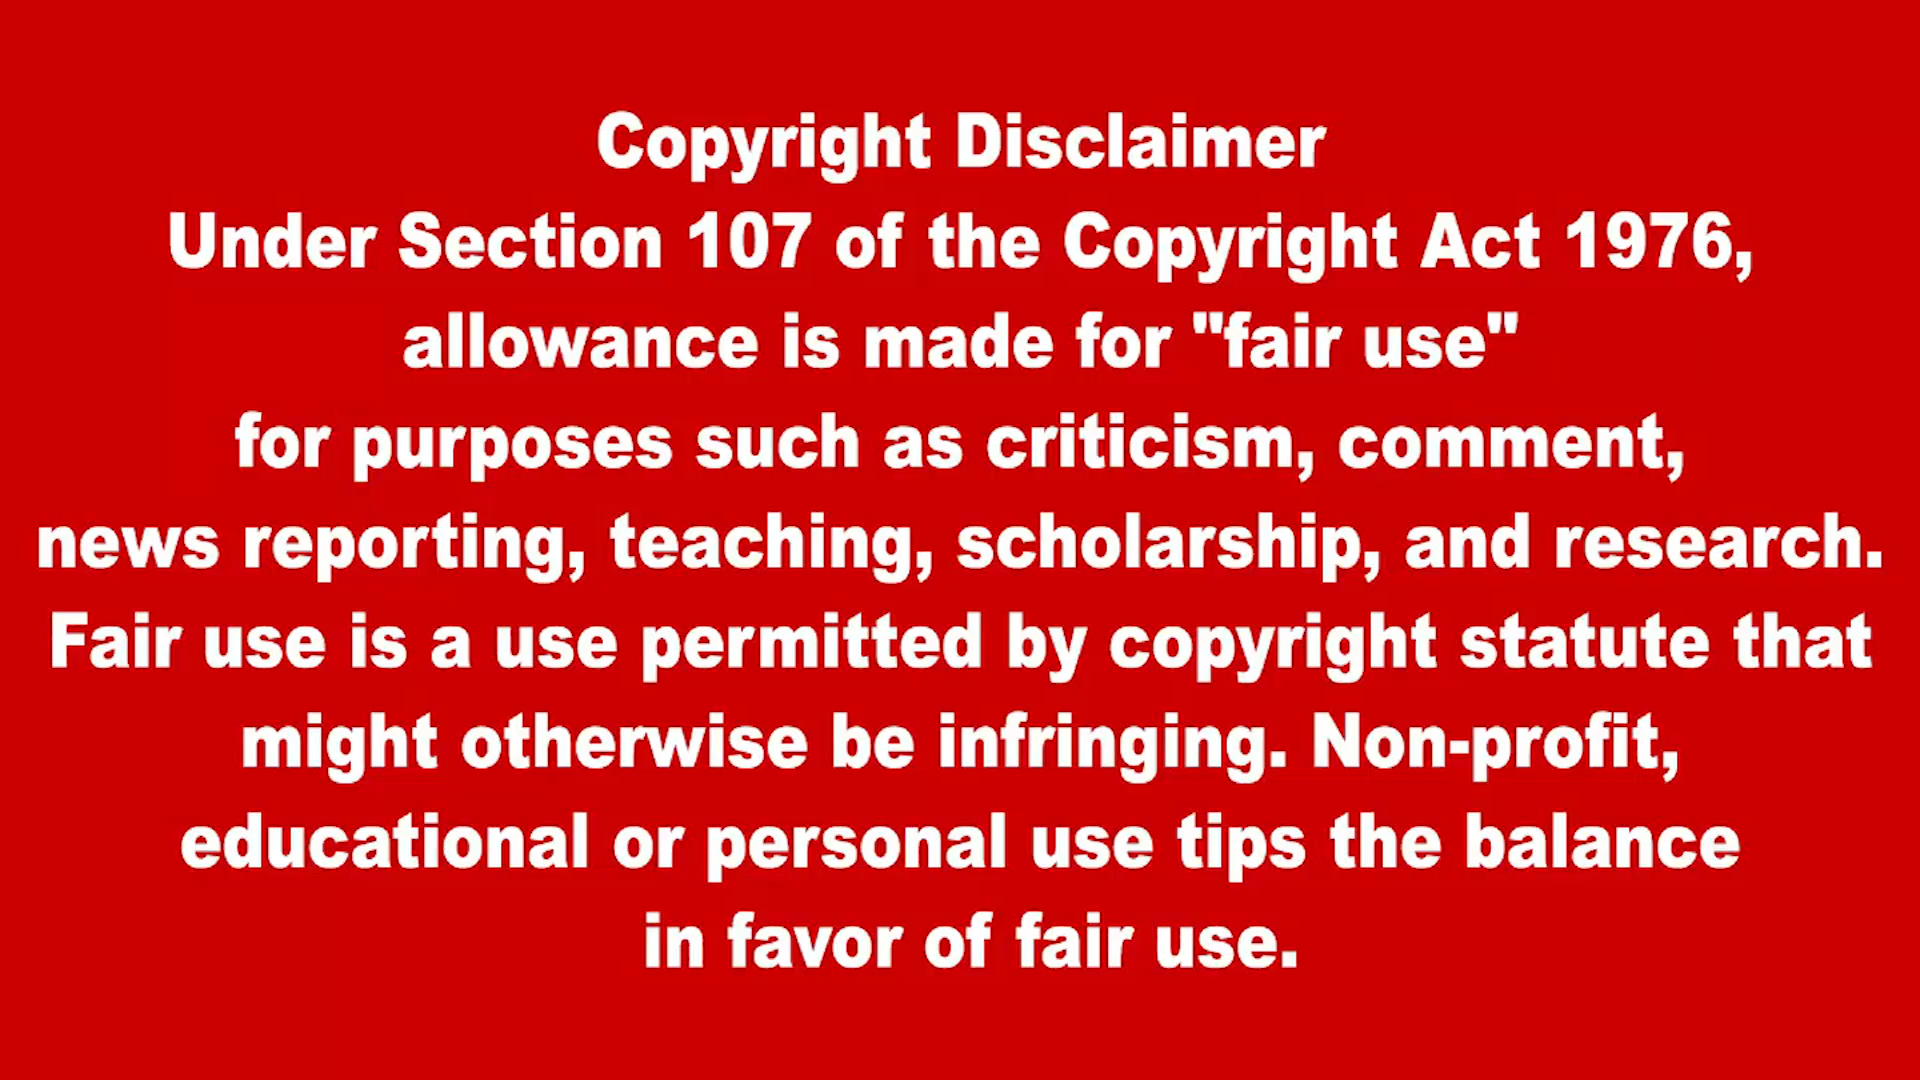 Copyright Disclaimer
Under Section 107 of the Copyright Act 1976,
allowance is made for "fair use"
for purposes such as criticism, comment,
news reporting, teaching, scholarship, and research.
Fair use is a use permitted by copyright statute that
might otherwise be infringing. Non-profit,
educational or personal use tips the balance
in favor of fair use.